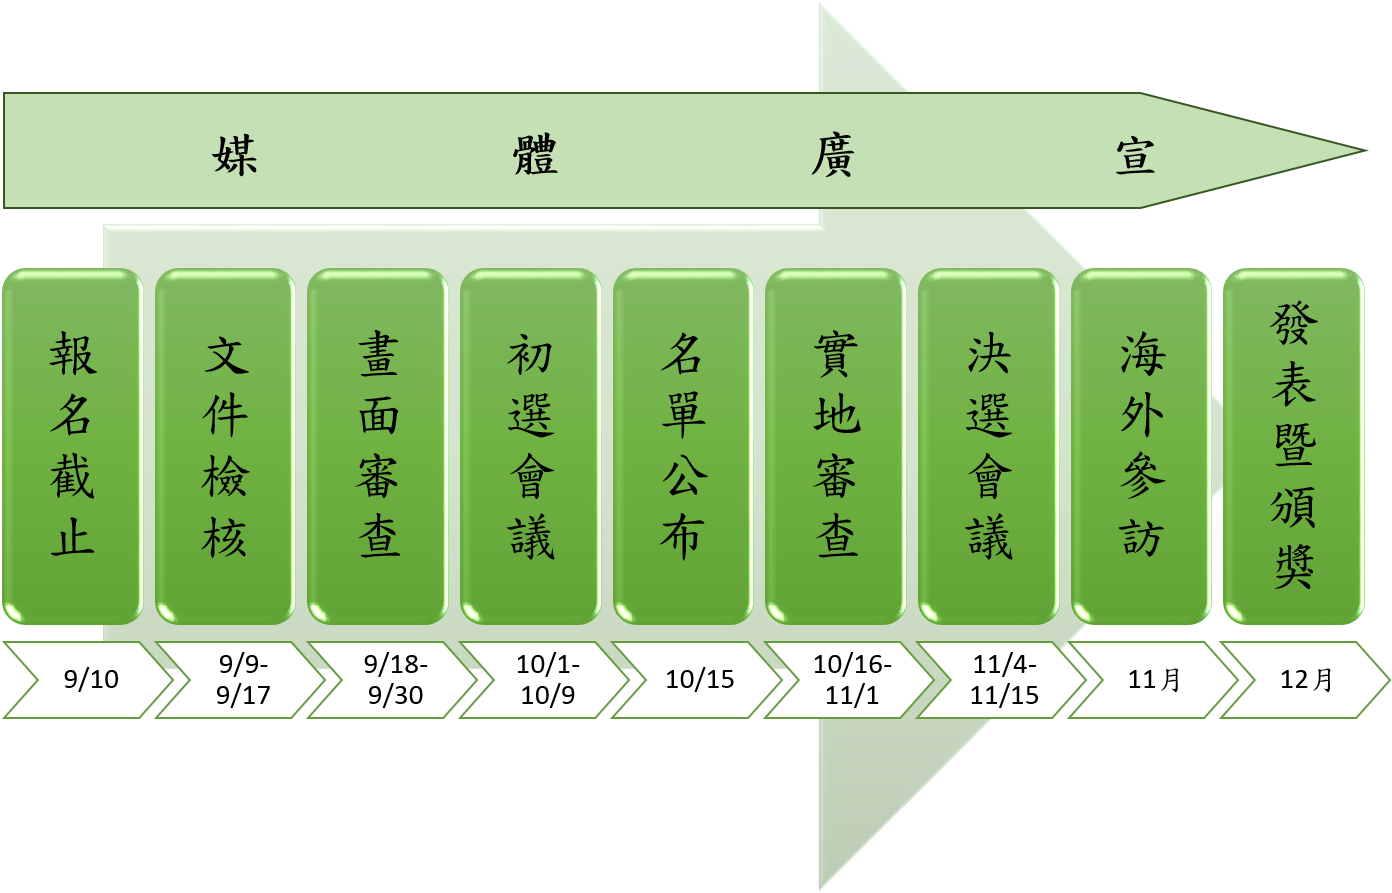 媒體廣宣
報名截止
文件檢核
畫面審查
初選會議
名單公布
實地審查
決選會議
海外參訪
發表暨頒獎
9/10
9/9-
9/17
9/18-
9/30
10/1-
10/9
10/15
10/16-
11/1
11/4-
11/15
11月
12月